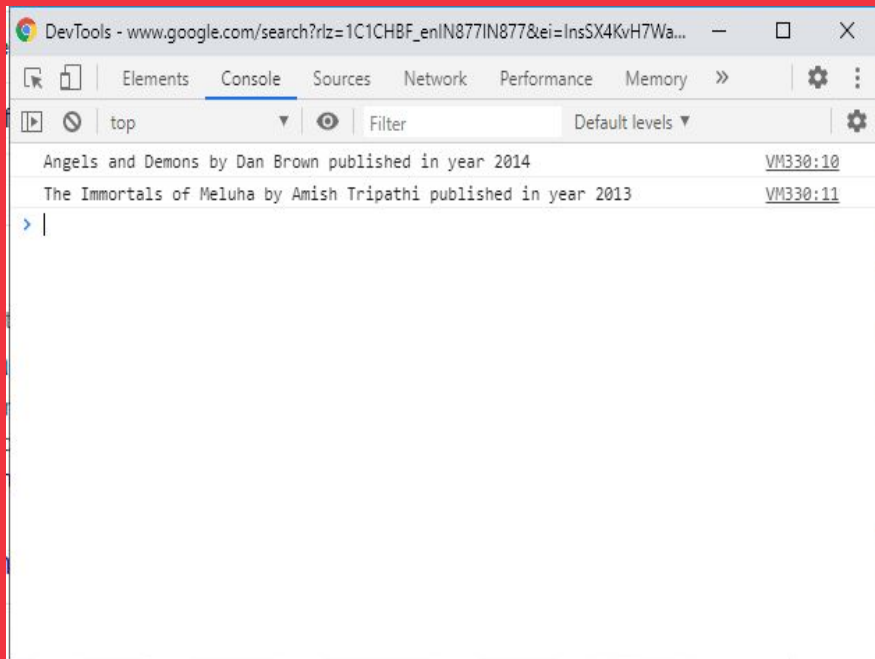 DevTools - www.google.com/search?rlz=1C1CHBF_enIN877IN877&ei=InsSX4KvH7Wa...
Elements Console Sources Network Performance Memory »
top Filter Default levels ▼
Angels and Demons by Dan Brown published in year 2014 VM330:10
The Immortals of Meluha by Amish Tripathi published in year 2013 VM330:11
>